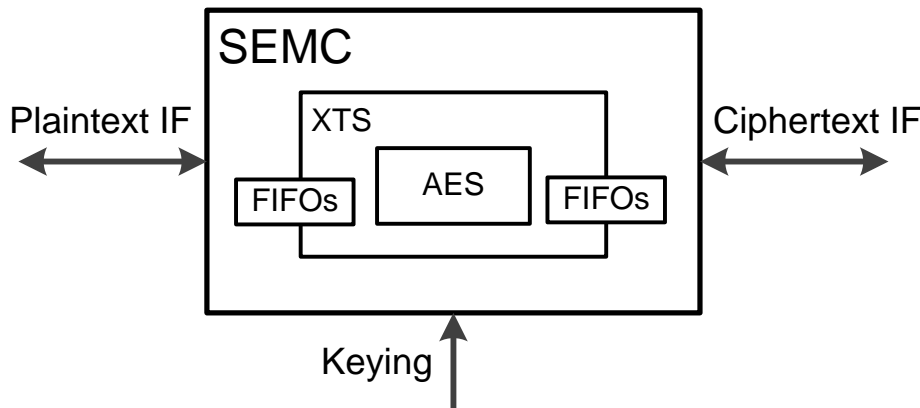 SEMC
XTS
Plaintext IF
Ciphertext IF
AES
FIFOs
FIFOs
Keying